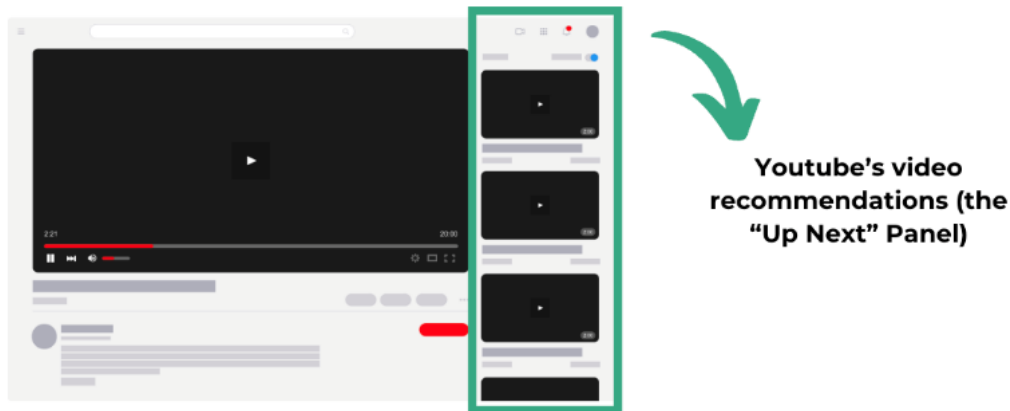 2:21
20:00
Youtube's video
recommendations (the
“Up Next” Panel)